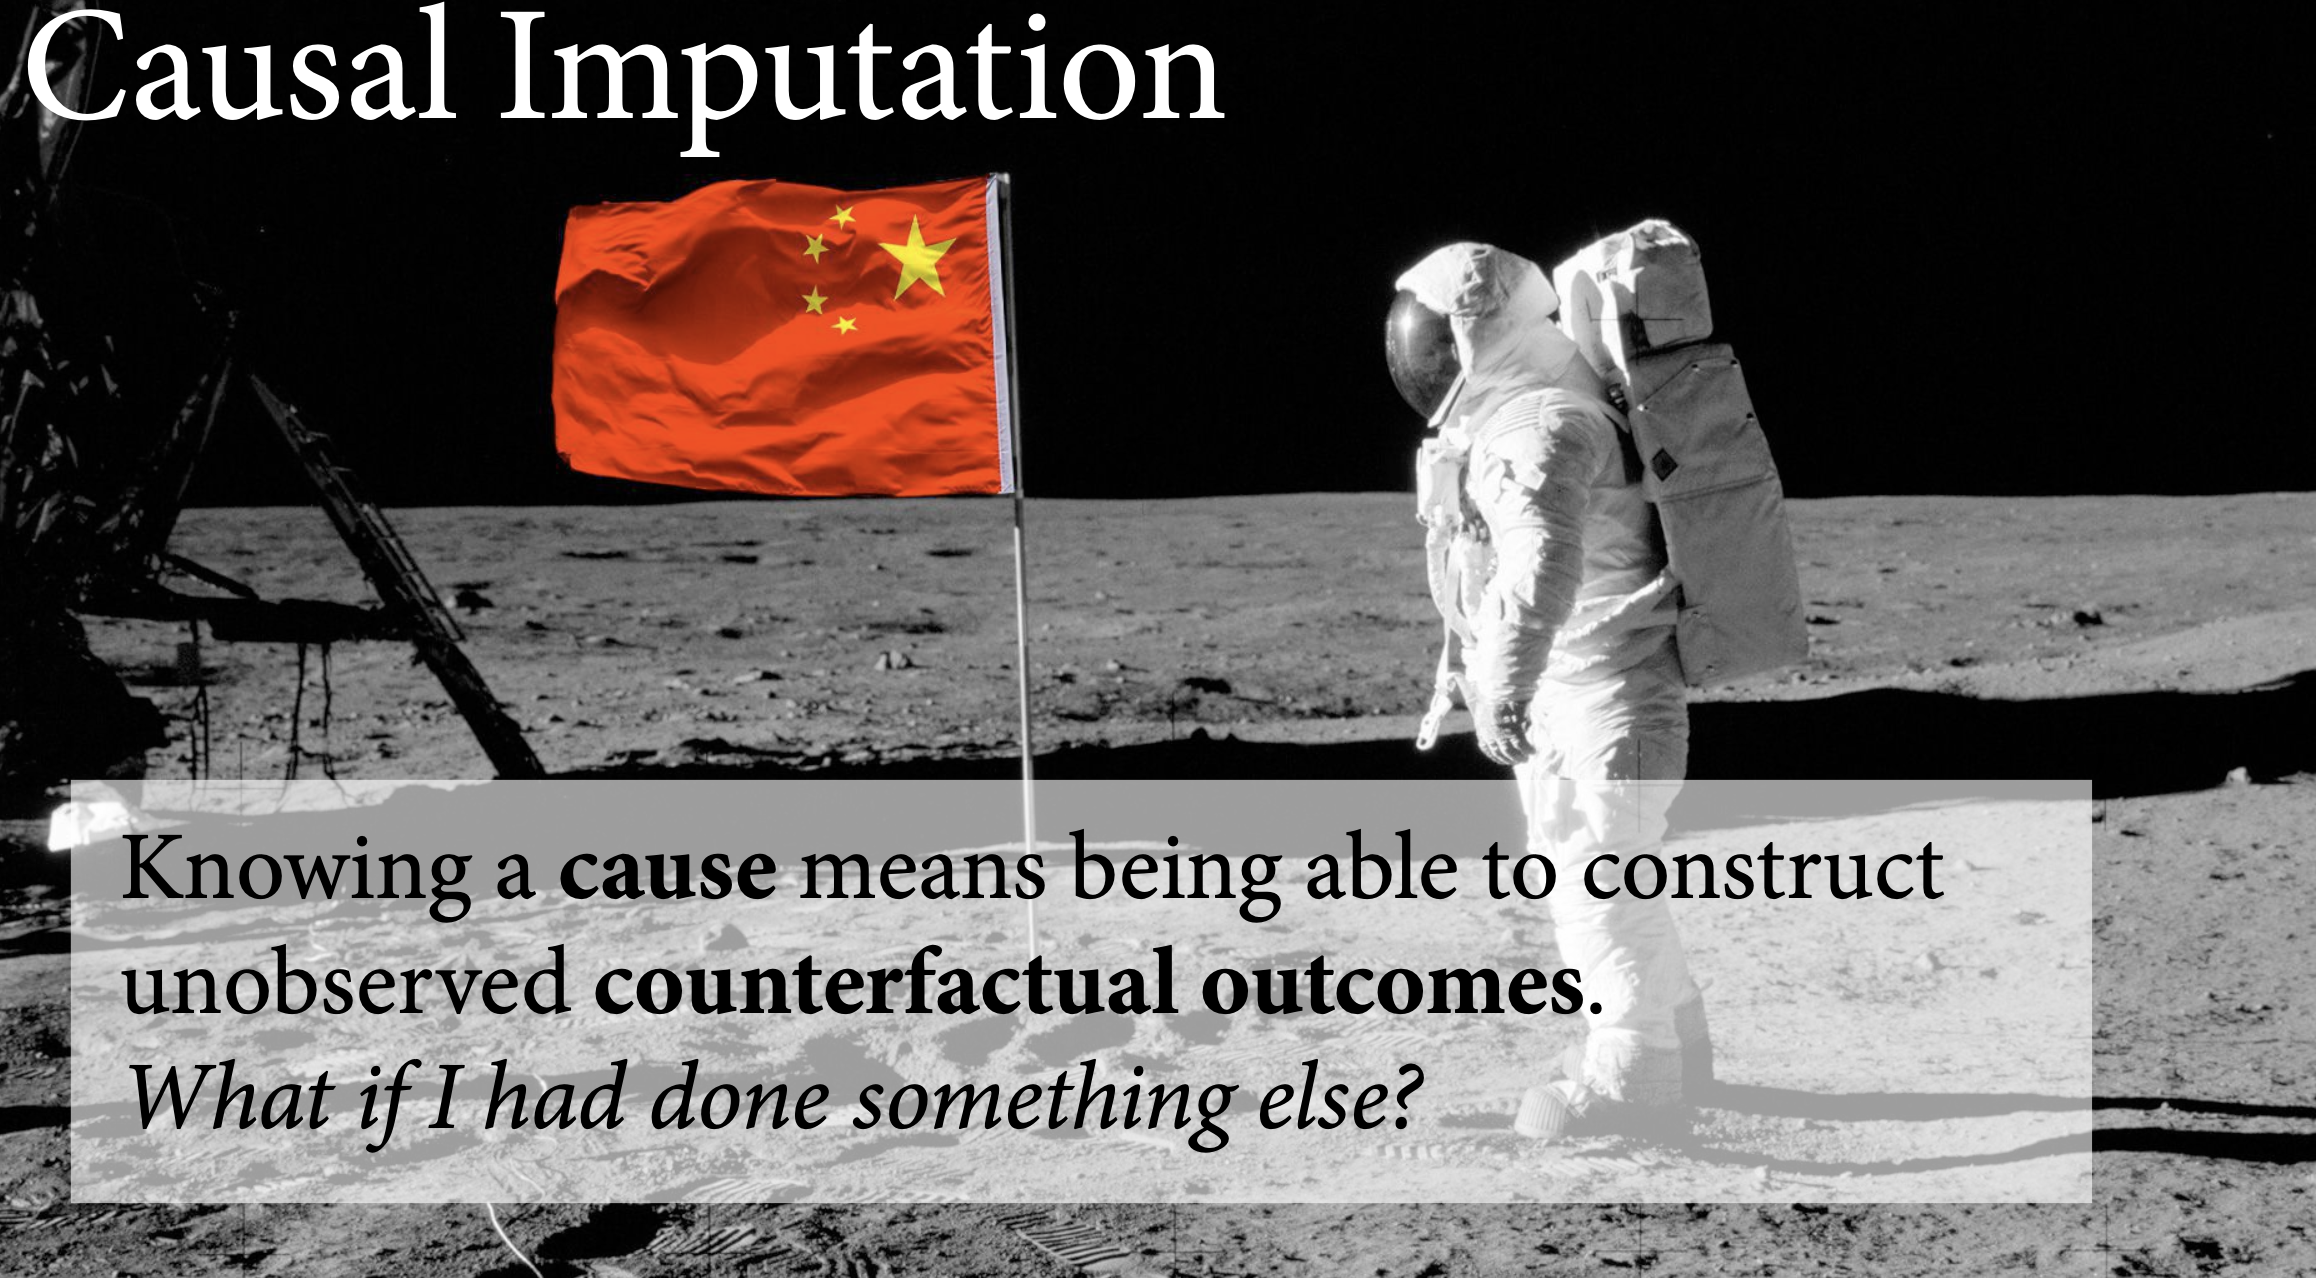 Causal Imputation
Knowing a cause means being able to construct
unobserved counterfactual outcomes.
What if I had done something else?